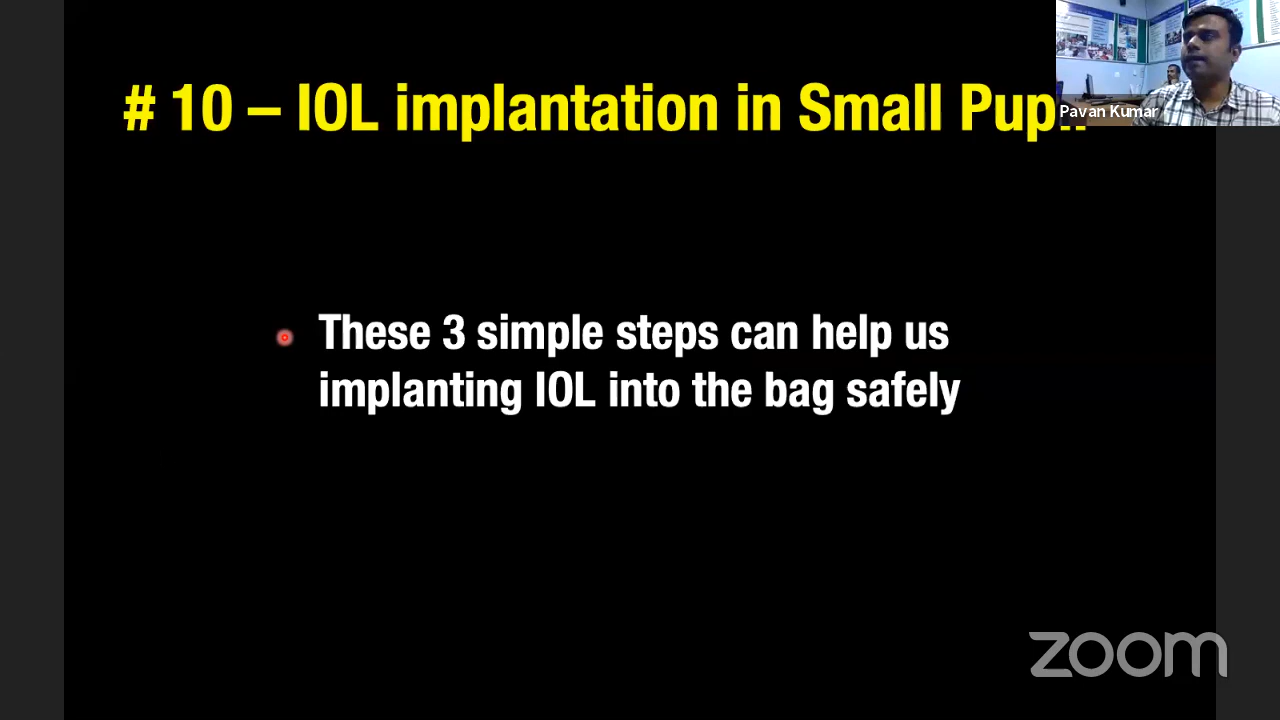 # 10 – IOL implantation in Small
Pavan Kumar
These 3 simple steps can help us
implanting IOL into the bag safely
zoom